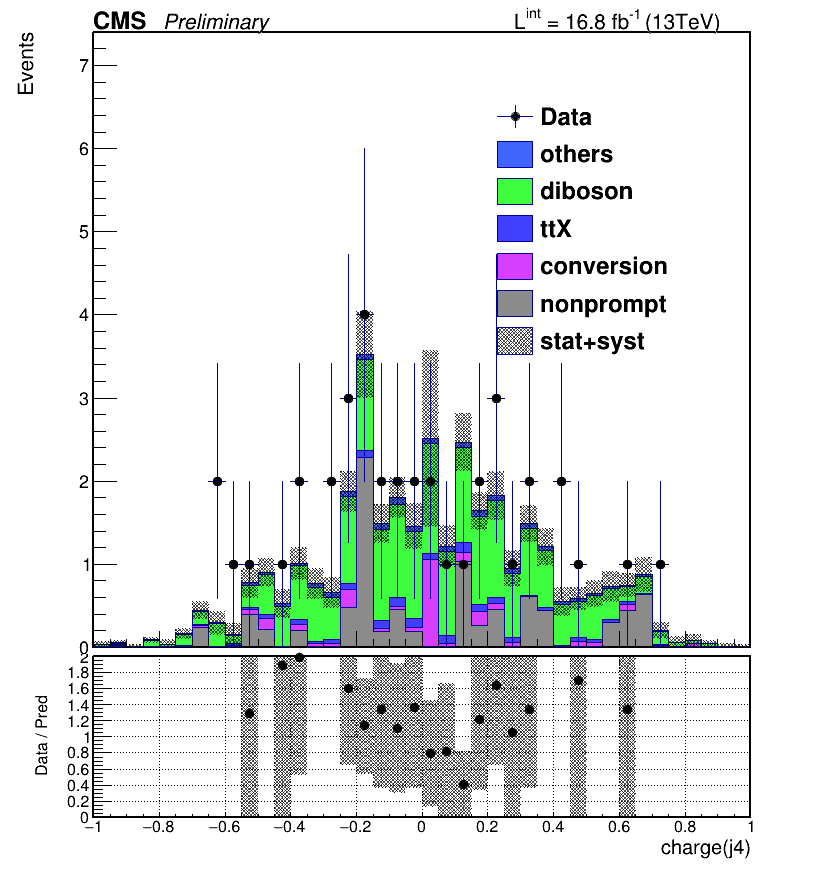 CMS Preliminary L^int = 16.8 fb^-1 (13TeV)
Events
7
6
5
4
3
2
1
0
Data
others
diboson
ttX
conversion
nonprompt
stat+syst
Data / Pred
2
1.8
1.6
1.4
1.2
1
0.8
0.6
0.4
0.2
0
−1 −0.8 −0.6 −0.4 −0.2 0 0.2 0.4 0.6 0.8 1
charge(j4)